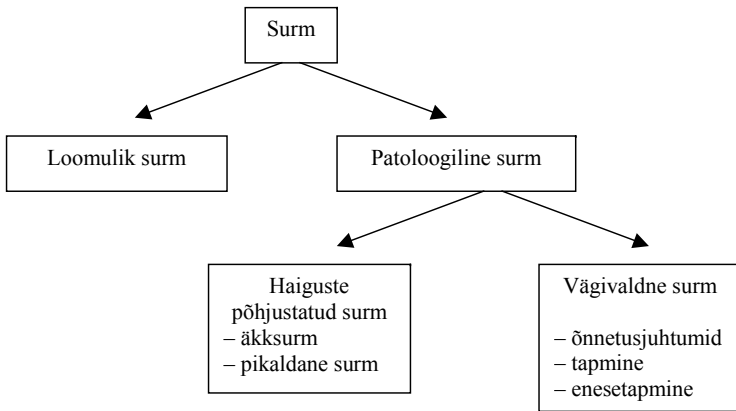 Surm
Loomulik surm
Patoloogiline surm
Haiguste
põhjustatud surm
– äkksurm
– pikaldane surm
Vägivaldne surm
– õnnetusjuhtumid
– tapmine
– enesetapmine